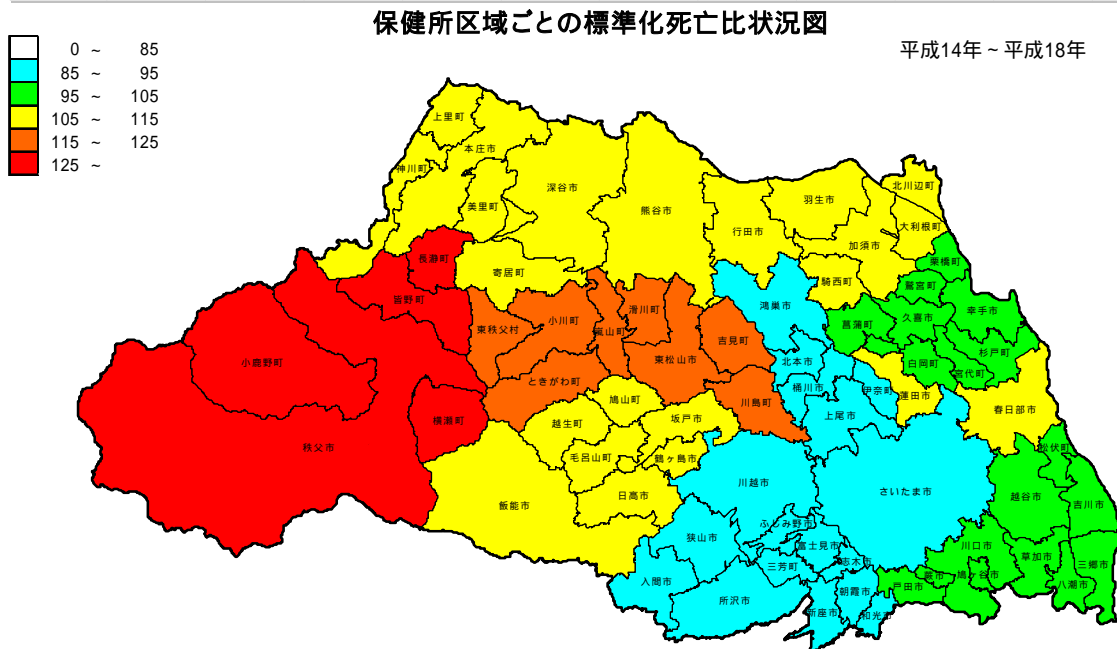 保健所区域ごとの標準化死亡比状況図
平成14年 ~ 平成18年
0 ~ 85
85 ~ 95
95 ~ 105
105 ~ 115
115 ~ 125
125 ~
上里町
本庄市
神川町
美里町
深谷市
熊谷市
行田市
羽生市
北川辺町
大利根町
加須市
騎西町
栗橋町
鷲宮町
幸手市
久喜市
菖蒲町
杉戸町
白岡町
宮代町
長瀞町
寄居町
皆野町
小鹿野町
秩父市
横瀬町
東秩父村
小川町
嵐山町
滑川町
東松山市
吉見町
ときがわ町
川島町
鴻巣市
北本市
桶川市
伊奈町
上尾市
蓮田市
春日部市
鳩山町
越生町
坂戸市
毛呂山町
鶴ヶ島市
日高市
飯能市
川越市
さいたま市
松伏町
越谷市
吉川市
ふじみ野市
狭山市
富士見市
三芳町
志木市
入間市
所沢市
新座市
朝霞市
和光市
戸田市
蕨市
川口市
鳩ヶ谷市
草加市
八潮市
三郷市